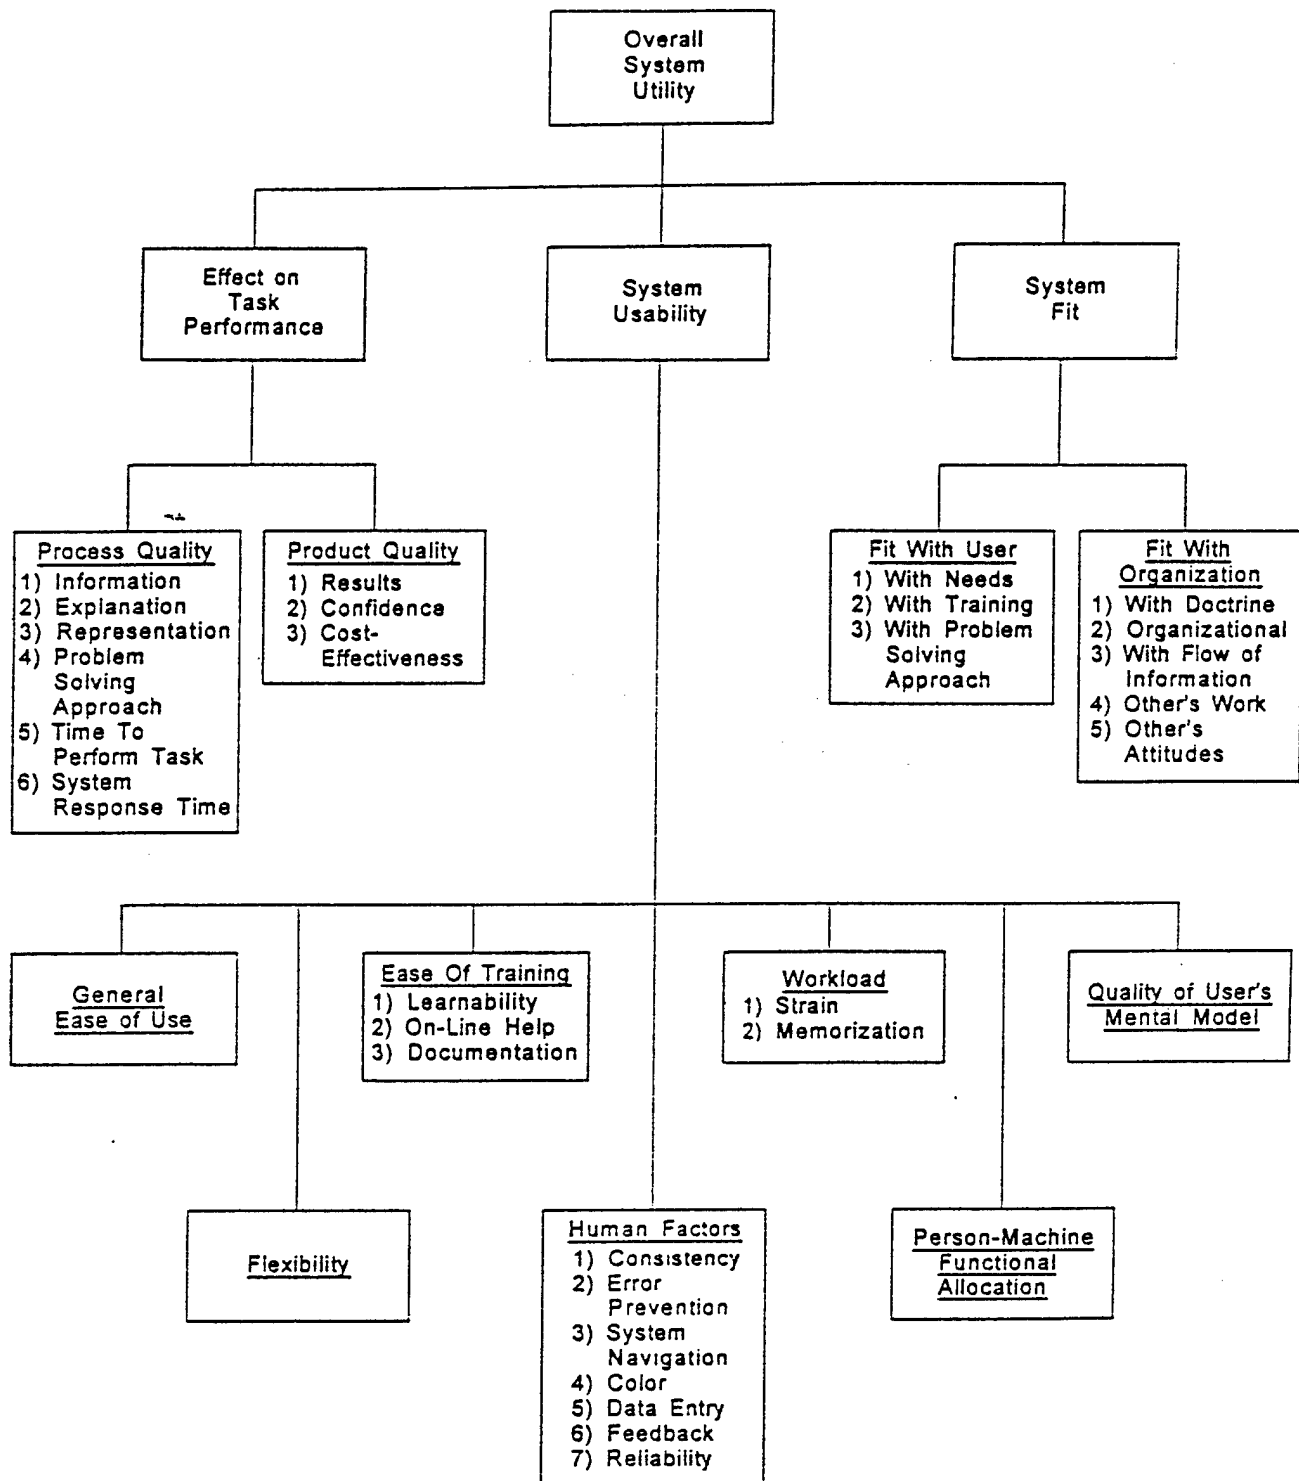 Overall
System
Utility
Effect on
Task
Performance
System
Usability
System
Fit
Process Quality
1) Information
2) Explanation
3) Representation
4) Problem
Solving
Approach
5) Time To
Perform Task
6) System
Response Time
Product Quality
1) Results
2) Confidence
3) Cost-
Effectiveness
Fit With User
1) With Needs
2) With Training
3) With Problem
Solving
Approach
Fit With
Organization
1) With Doctrine
2) Organizational
3) With Flow of
Information
4) Other's Work
5) Other's
Attitudes
General
Ease of Use
Ease Of Training
1) Learnability
2) On-Line Help
3) Documentation
Workload
1) Strain
2) Memorization
Quality of User's
Mental Model
Flexibility
Human Factors
1) Consistency
2) Error
Prevention
3) System
Navigation
4) Color
5) Data Entry
6) Feedback
7) Reliability
Person-Machine
Functional
Allocation